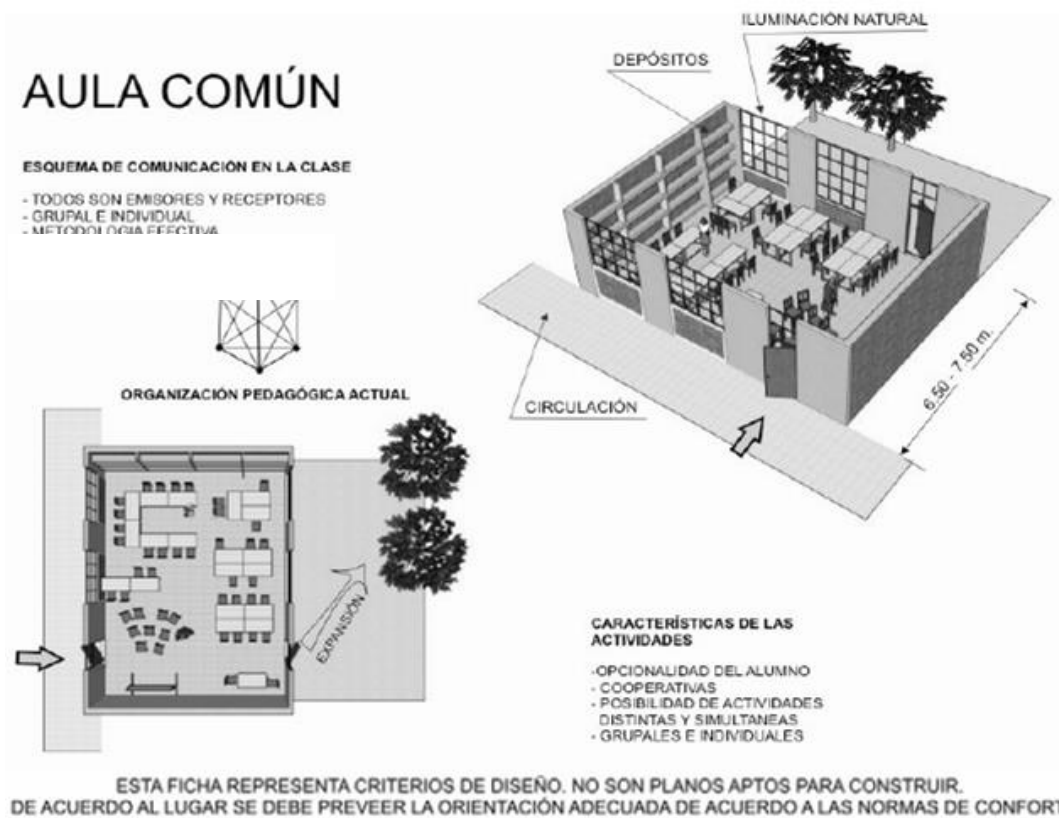 AULA COMÚN
ESQUEMA DE COMUNICACIÓN EN LA CLASE
- TODOS SON EMISORES Y RECEPTORES
- GRUPAL E INDIVIDUAL
- METODOLOGIA EFECTIVA
ILUMINACIÓN NATURAL
DEPÓSITOS
CIRCULACIÓN
6.50 - 7.50 m.
ORGANIZACIÓN PEDAGÓGICA ACTUAL
EXPANSIÓN
CARACTERÍSTICAS DE LAS
ACTIVIDADES
-OPCIONALIDAD DEL ALUMNO
- COOPERATIVAS
- POSIBILIDAD DE ACTIVIDADES
DISTINTAS Y SIMULTANEAS
- GRUPALES E INDIVIDUALES
ESTA FICHA REPRESENTA CRITERIOS DE DISEÑO. NO SON PLANOS APTOS PARA CONSTRUIR.
DE ACUERDO AL LUGAR SE DEBE PREVEER LA ORIENTACIÓN ADECUADA DE ACUERDO A LAS NORMAS DE CONFORT